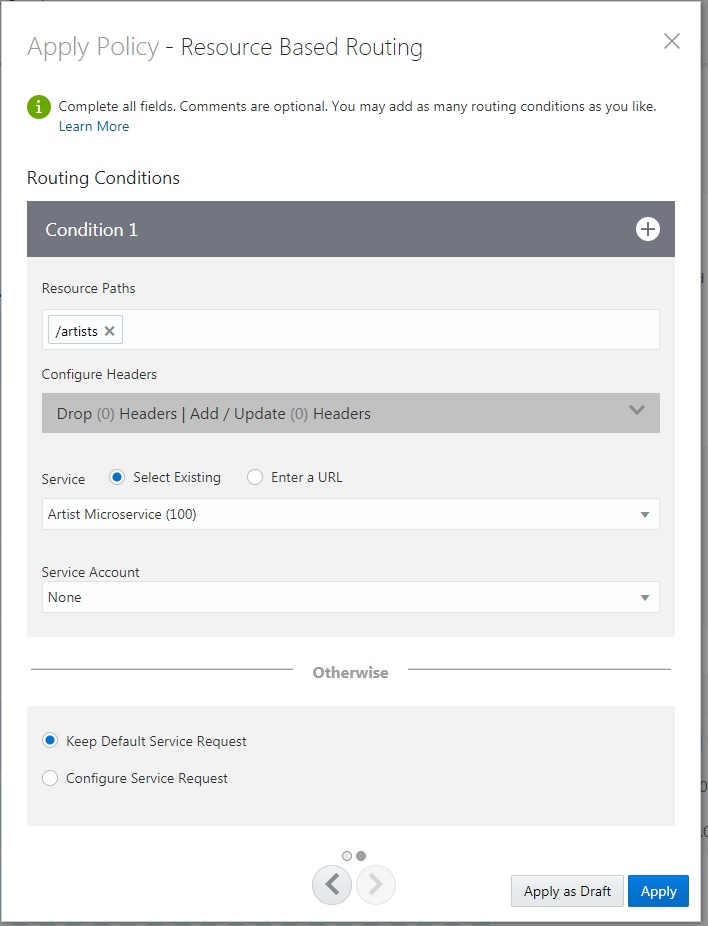 Apply Policy - Resource Based Routing
Complete all fields. Comments are optional. You may add as many routing conditions as you like.
Learn More
Routing Conditions
Condition 1
Resource Paths
/artists
Configure Headers
Drop (0) Headers | Add / Update (0) Headers
Service Select Existing Enter a URL
Artist Microservice (100)
Service Account
None
Otherwise
Keep Default Service Request
Configure Service Request
Apply as Draft Apply